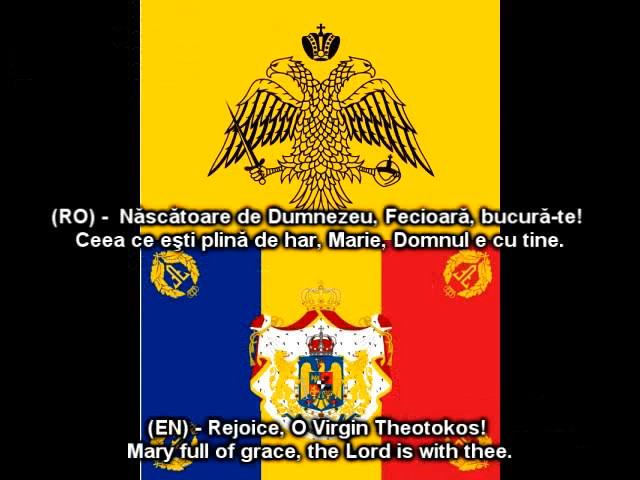 (RO) - Născătoare de Dumnezeu, Fecioară, bucură-te!
Ceea ce eşti plină de har, Marie, Domnul e cu tine.
(EN) - Rejoice, O Virgin Theotokos!
Mary full of grace, the Lord is with thee.